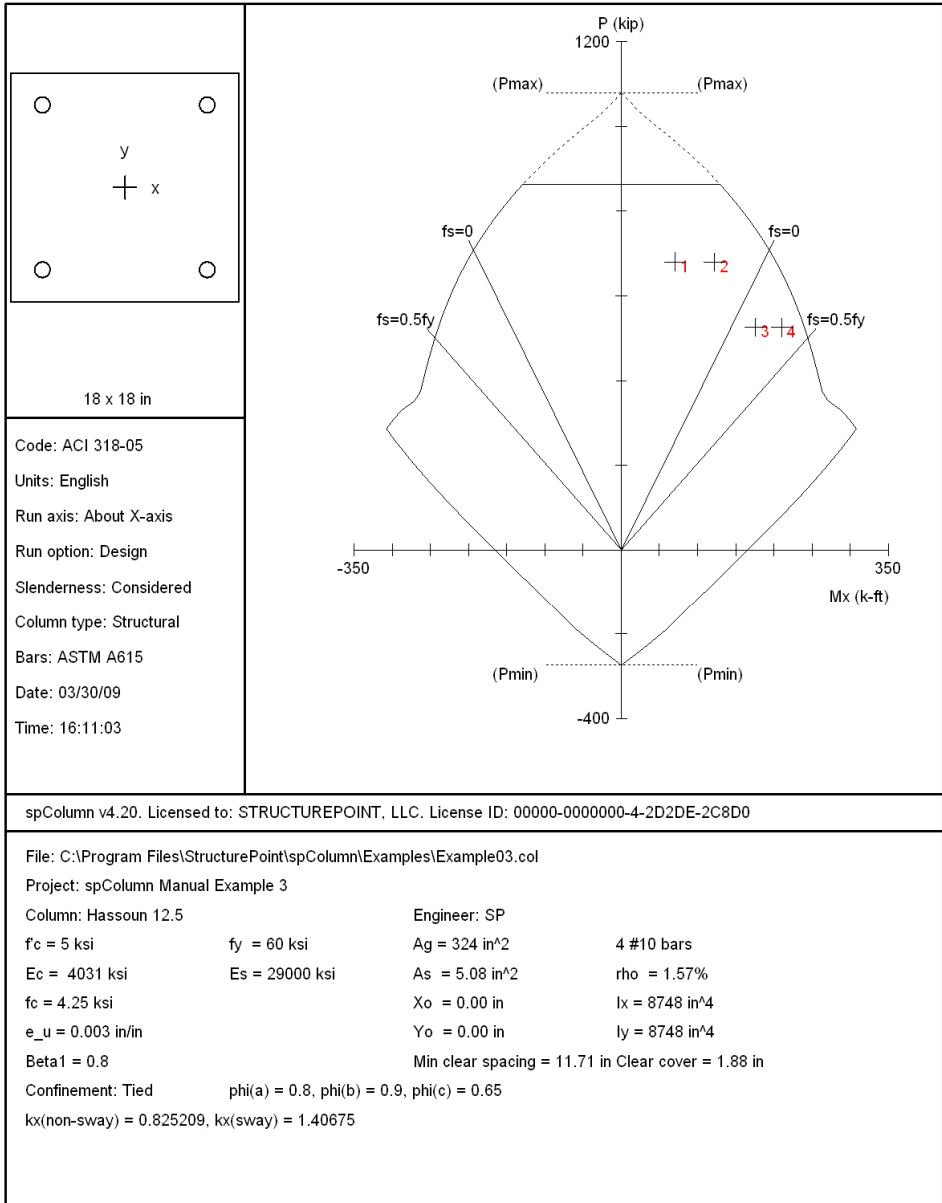 y
x
18 x 18 in
Code: ACI 318-05
Units: English
Run axis: About X-axis
Run option: Design
Slenderness: Considered
Column type: Structural
Bars: ASTM A615
Date: 03/30/09
Time: 16:11:03
P (kip)
1200
(Pmax) (Pmax)
fs=0 fs=0
1 2
fs=0.5fy fs=0.5fy
3 4
-350 350
Mx (k-ft)
(Pmin) (Pmin)
-400
spColumn v4.20. Licensed to: STRUCTUREPOINT, LLC. License ID: 00000-0000000-4-2D2DE-2C8D0
File: C:\Program Files\StructurePoint\spColumn\Examples\Example03.col
Project: spColumn Manual Example 3
Column: Hassoun 12.5 Engineer: SP
f'c = 5 ksi fy = 60 ksi Ag = 324 in^2 4 #10 bars
Ec = 4031 ksi Es = 29000 ksi As = 5.08 in^2 rho = 1.57%
fc = 4.25 ksi Xo = 0.00 in Ix = 8748 in^4
e_u = 0.003 in/in Yo = 0.00 in Iy = 8748 in^4
Beta1 = 0.8 Min clear spacing = 11.71 in Clear cover = 1.88 in
Confinement: Tied phi(a) = 0.8, phi(b) = 0.9, phi(c) = 0.65
kx(non-sway) = 0.825209, kx(sway) = 1.40675